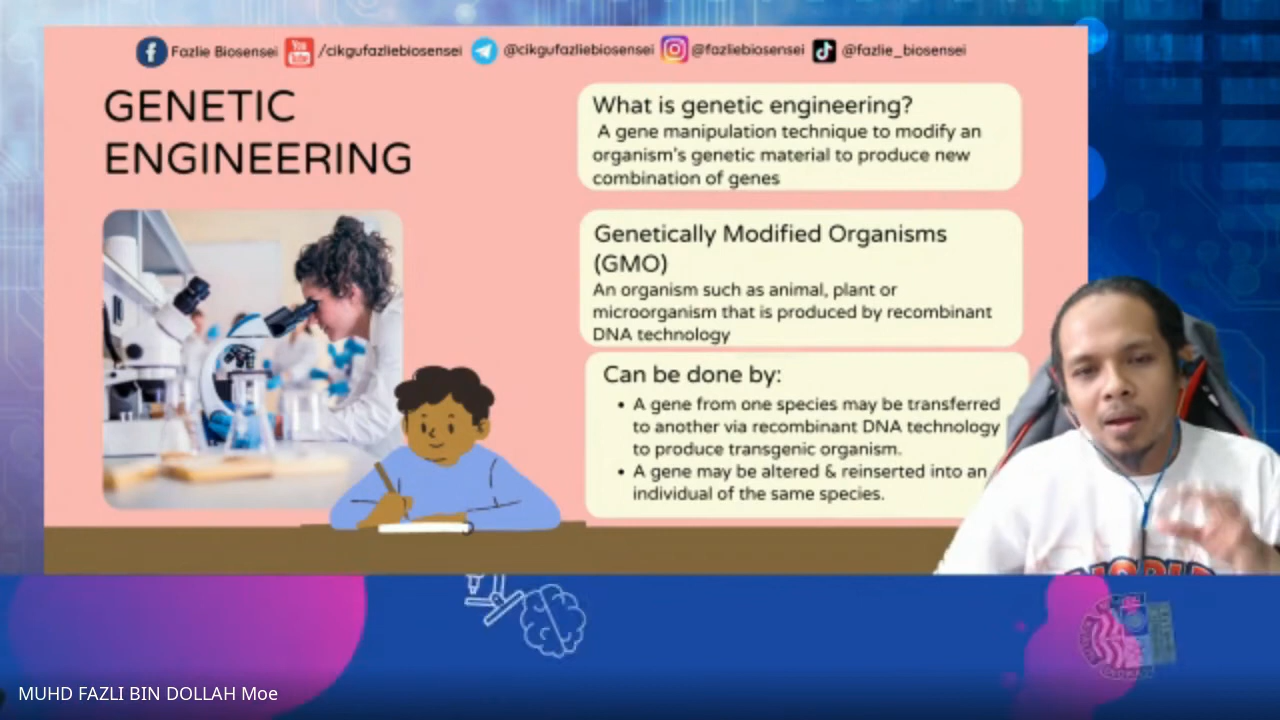 Fazlie Biosensei /cikgufazliebiosensei @cikgufazliebiosensei @fazliebiosensei @fazlie_biosensei
GENETIC
ENGINEERING
What is genetic engineering?
A gene manipulation technique to modify an
organism's genetic material to produce new
combination of genes
Genetically Modified Organisms
(GMO)
An organism such as animal, plant or
microorganism that is produced by recombinant
DNA technology
Can be done by:
• A gene from one species may be transferred
to another via recombinant DNA technology
to produce transgenic organism.
• A gene may be altered & reinserted into an
individual of the same species.
MUHD FAZLI BIN DOLLAH Moe